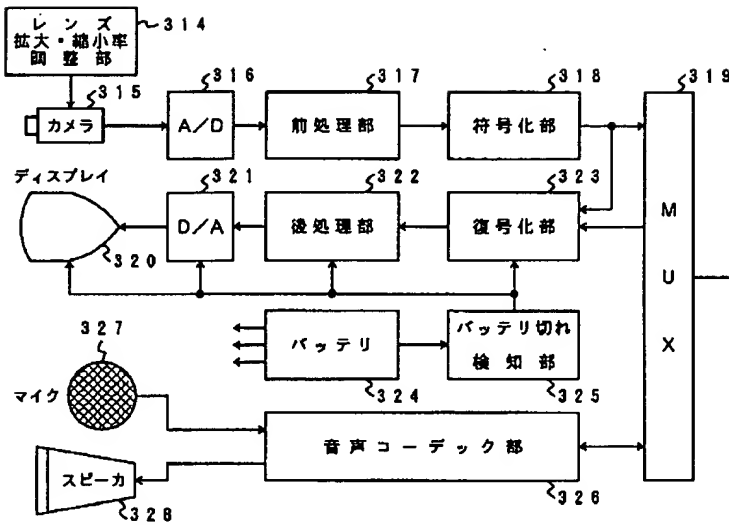 レンズ
拡大・縮小率
調整部
314
315
カメラ
316
A/D
317
前処理部
318
符号化部
319
MUX
ディスプレイ
320
321
D/A
322
後処理部
323
復号化部
327
マイク
バッテリ
324
バッテリ切れ
検知部
325
音声コーデック部
326
スピーカ
328